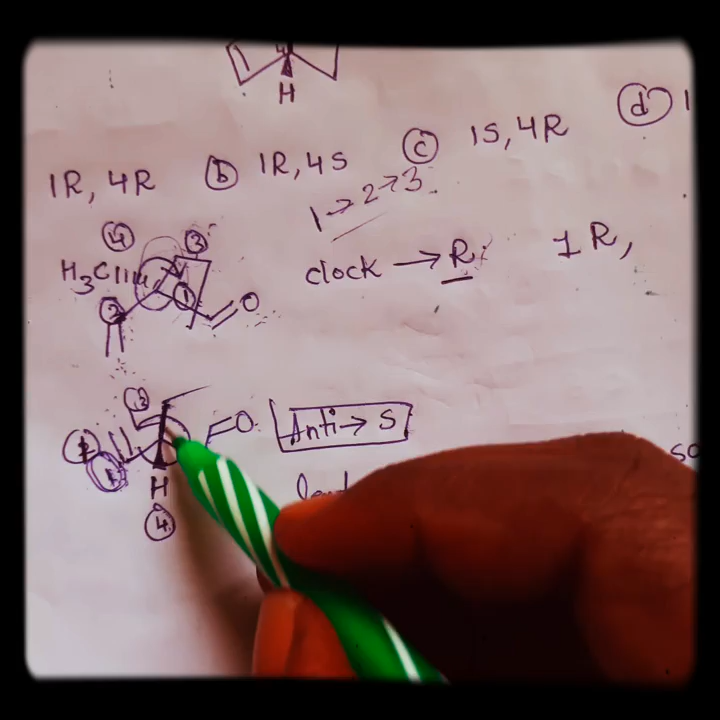 H
ⓓ 1
1R, 4R ⓑ 1R, 4S ⓒ 1S, 4R
1→2→3
④ ③
H₃C ① clock → R 1R,
② O
③
O Anti → S
H
④